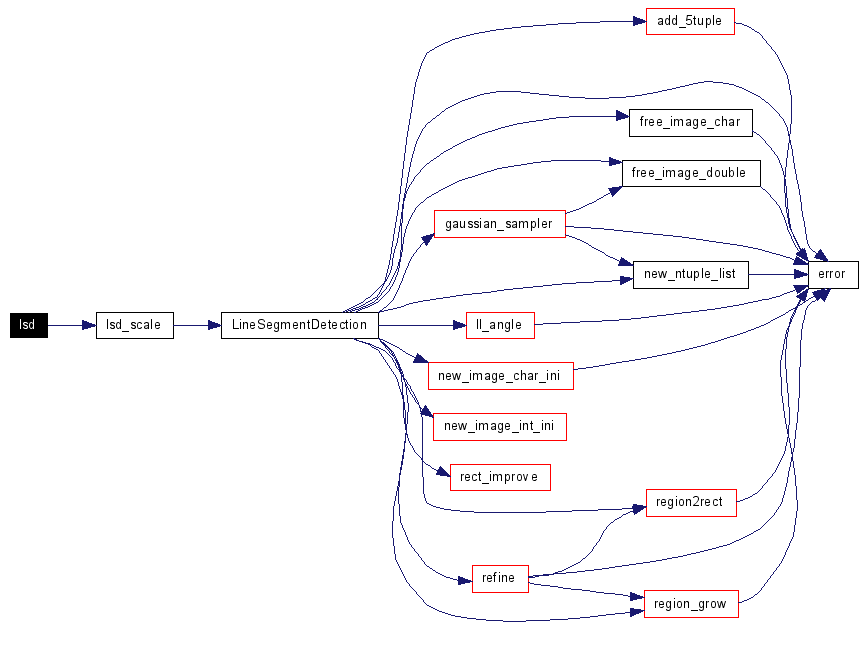 add_5tuple
free_image_char
free_image_double
gaussian_sampler
new_ntuple_list
error
lsd
lsd_scale
LineSegmentDetection
ll_angle
new_image_char_ini
new_image_int_ini
rect_improve
region2rect
refine
region_grow